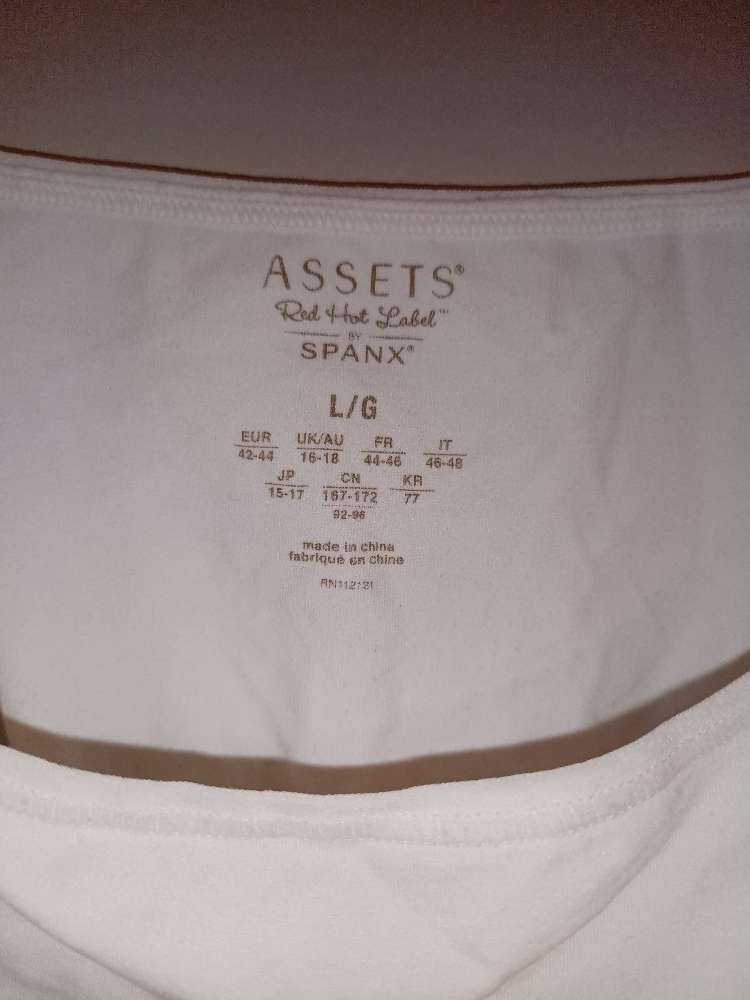 ASSETS®
Red Hot Label™
BY
SPANX®
L/G
EUR UK/AU FR IT
42-44 16-18 44-46 46-48
JP CN KR
15-17 167-172 77
92-96
made in china
fabriqué en chine
RN112131